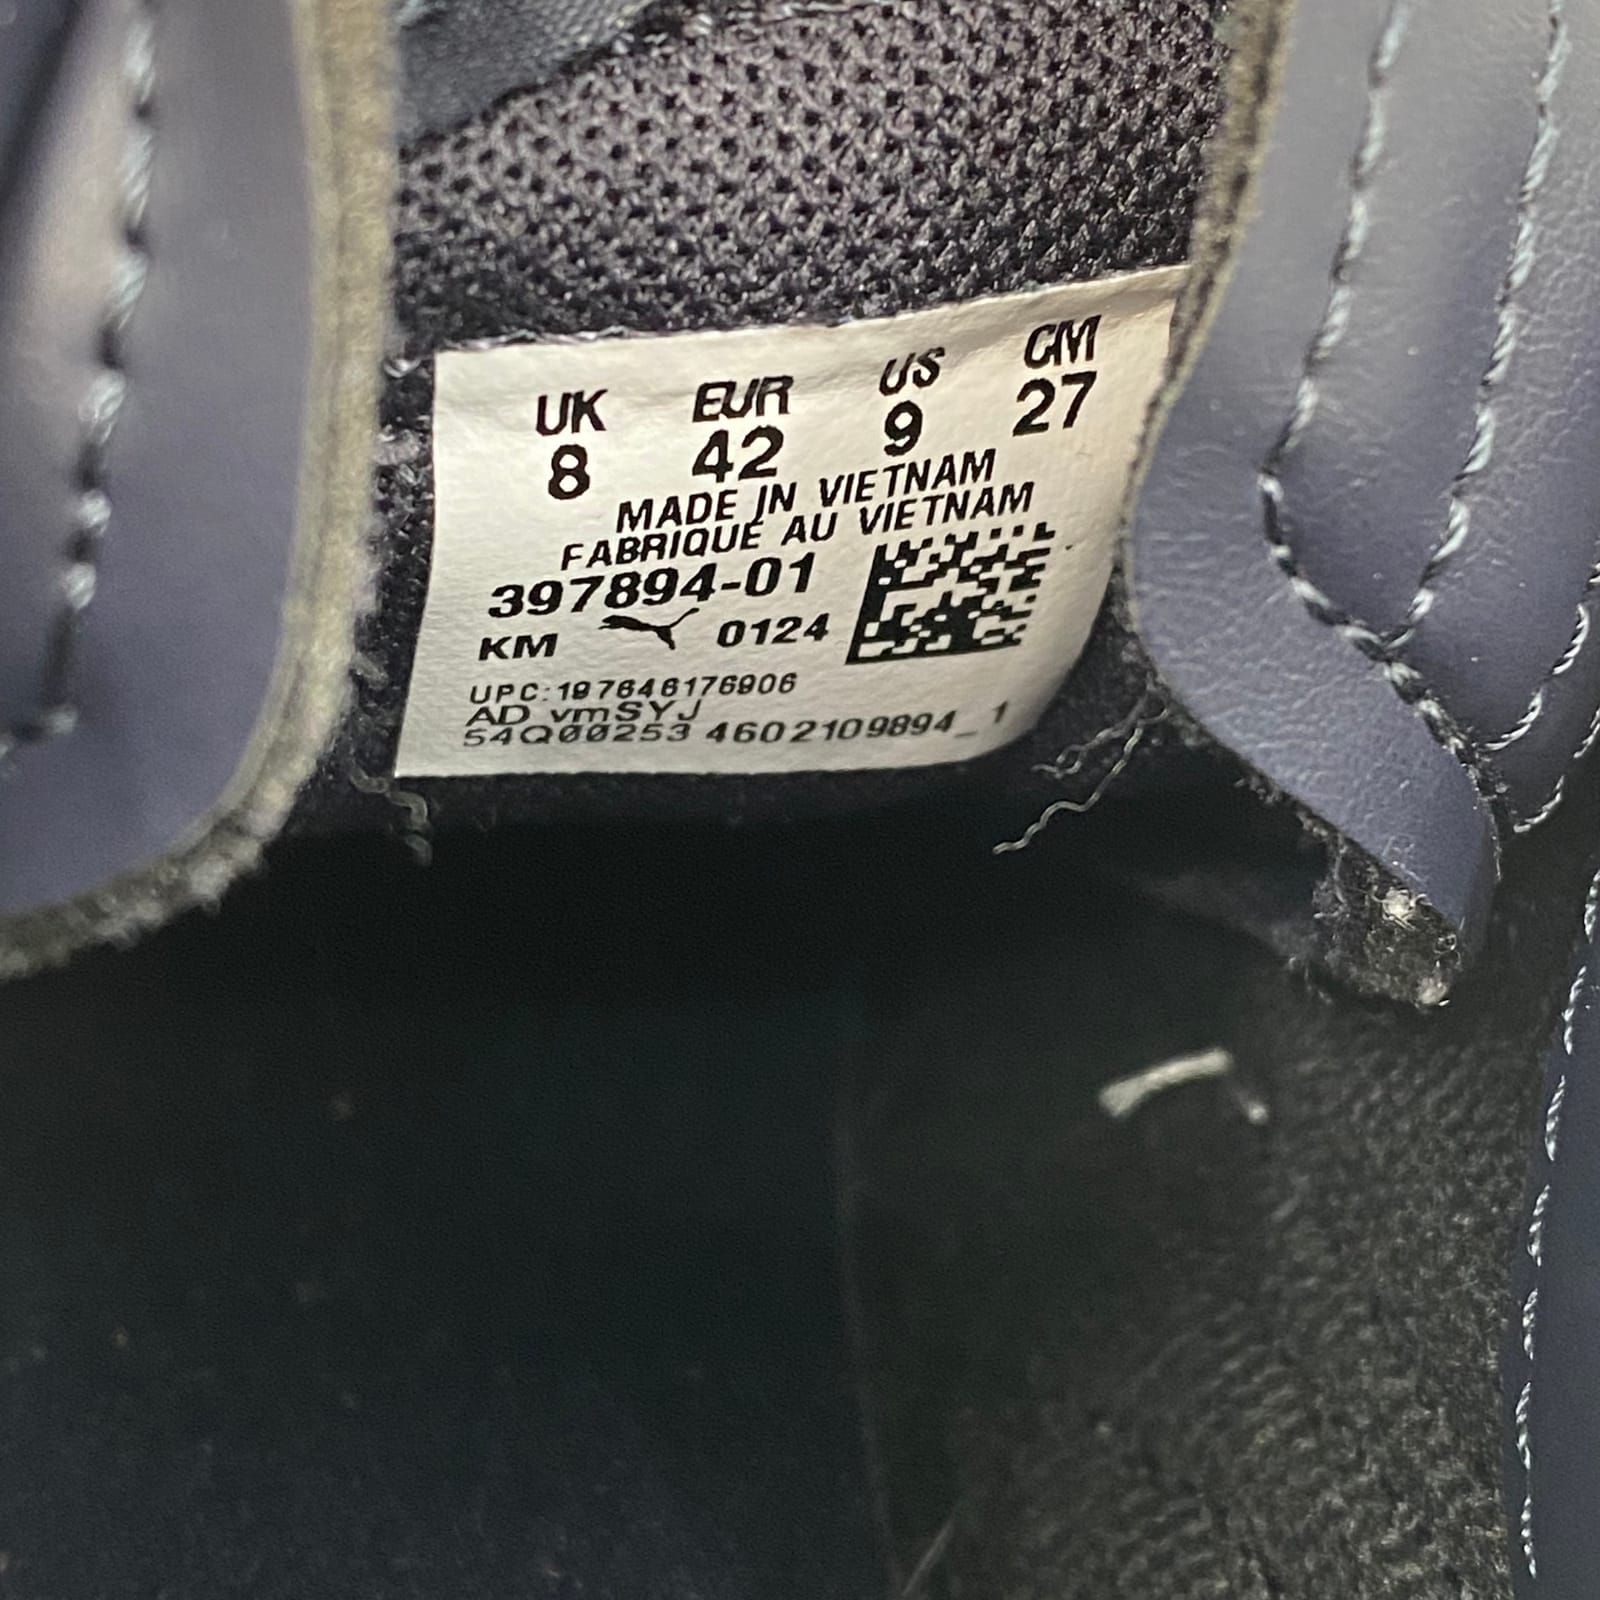 UK EUR US CM
8 42 9 27
MADE IN VIETNAM
FABRIQUÉ AU VIETNAM
397894-01
KM 0124
UPC:197646176906
AD vmSYJ
54Q00253 4602109894_1